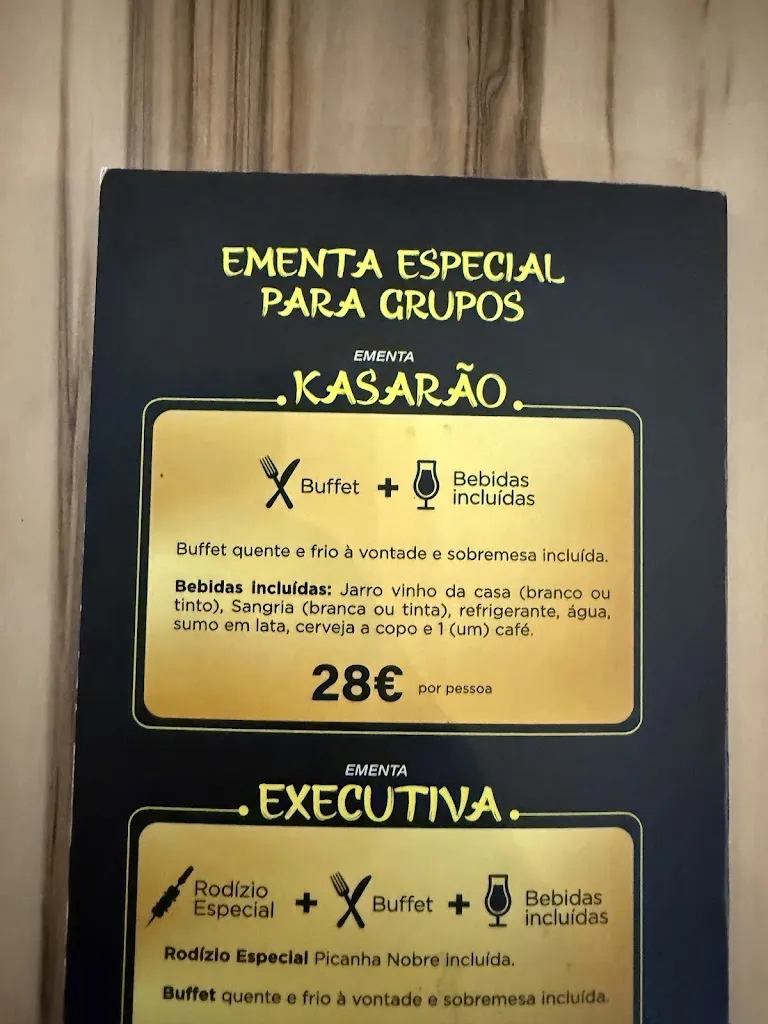 EMENTA ESPECIAL
PARA GRUPOS
EMENTA
KASARÃO
Buffet + Bebidas
incluídas
Buffet quente e frio à vontade e sobremesa incluída.
Bebidas incluídas: Jarro vinho da casa (branco ou
tinto), Sangria (branca ou tinta), refrigerante, água,
sumo em lata, cerveja a copo e 1 (um) café.
28€ por pessoa
EMENTA
EXECUTIVA
Rodízio
Especial + Buffet + Bebidas
incluídas
Rodízio Especial Picanha Nobre incluída.
Buffet quente e frio à vontade e sobremesa incluída.